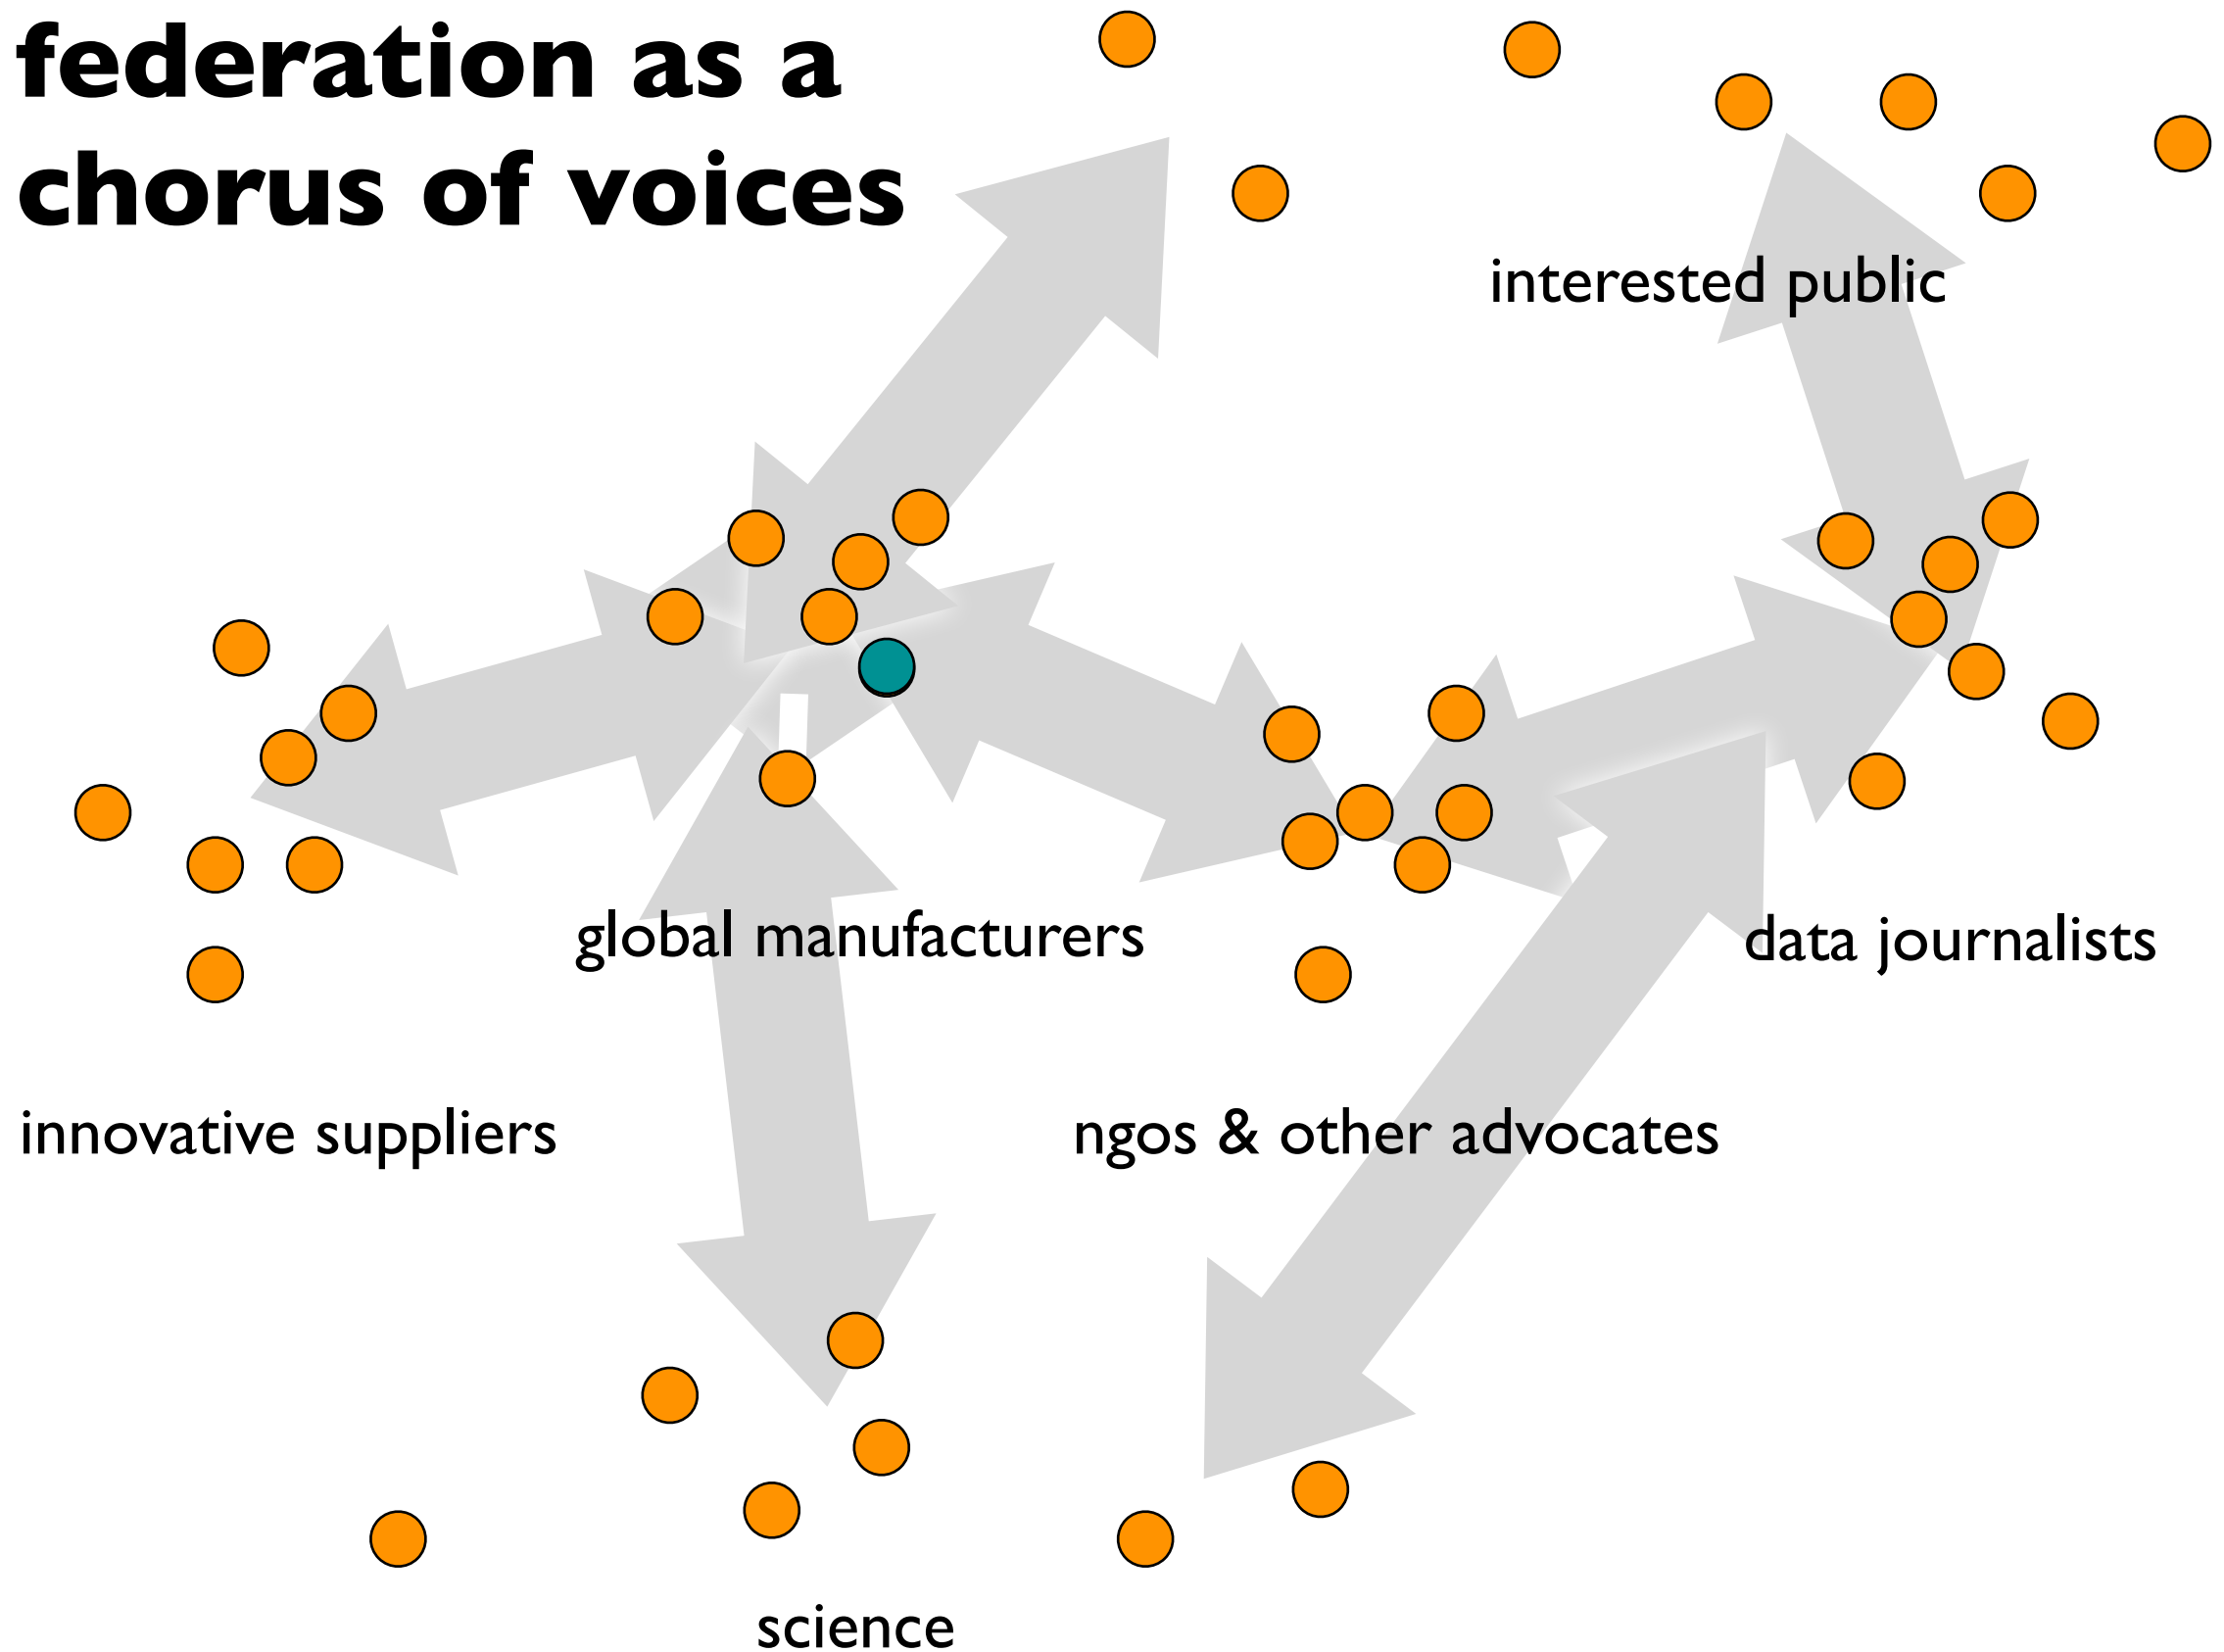 federation as a
chorus of voices
interested public
global manufacturers
data journalists
innovative suppliers
ngos & other advocates
science